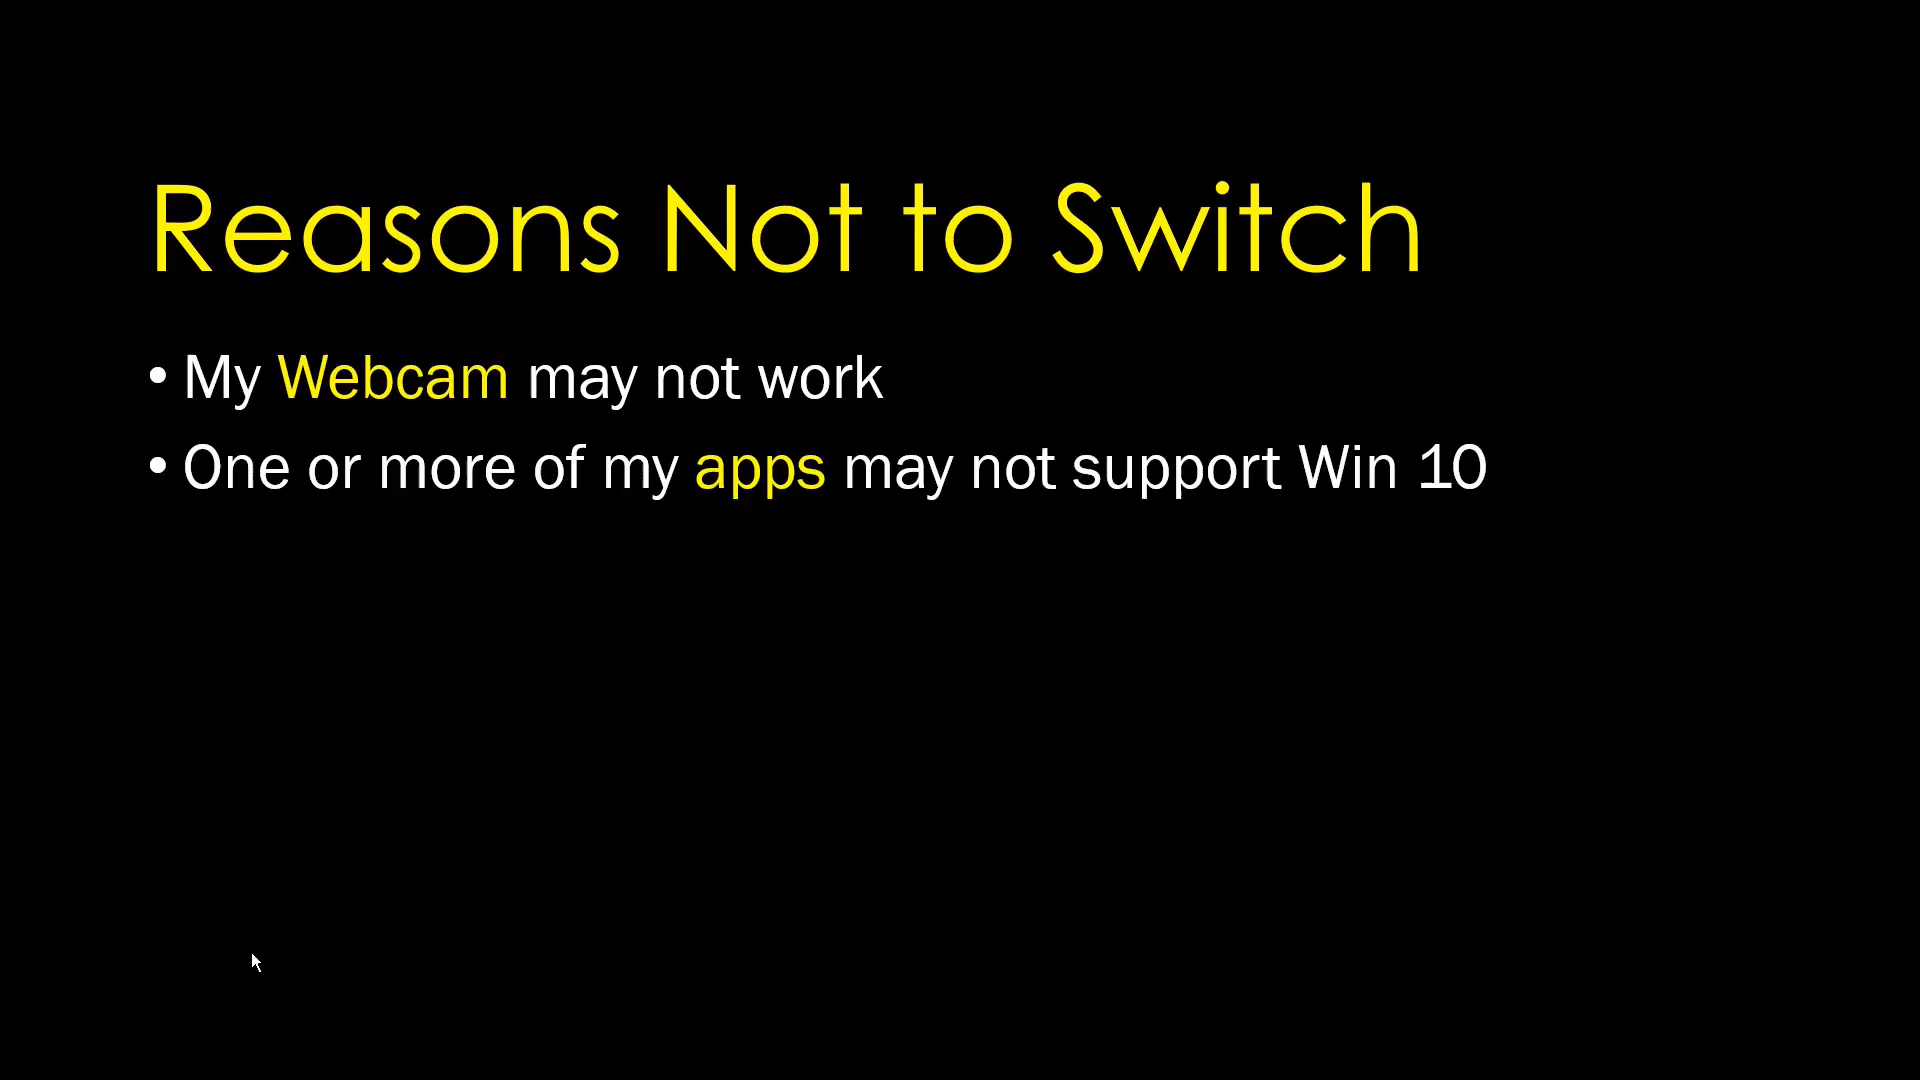 Reasons Not to Switch
• My Webcam may not work
• One or more of my apps may not support Win 10